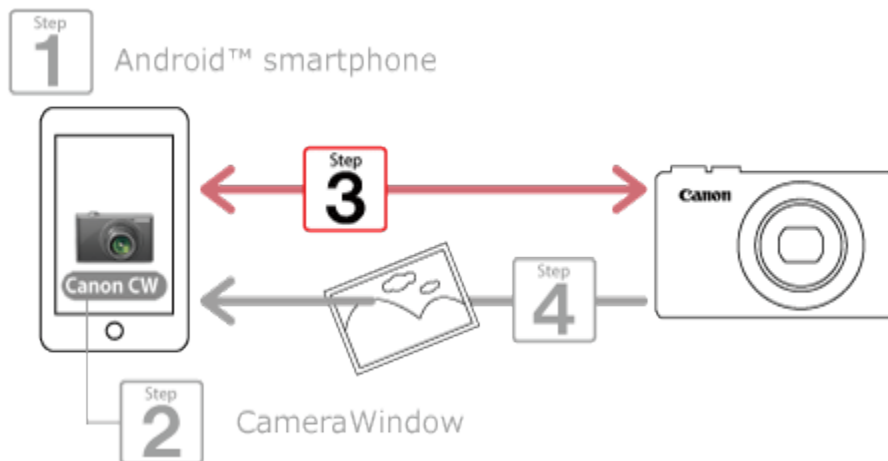 Step
1
Android™ smartphone
Step
3
Canon
Canon CW
Step
4
Step
2
CameraWindow